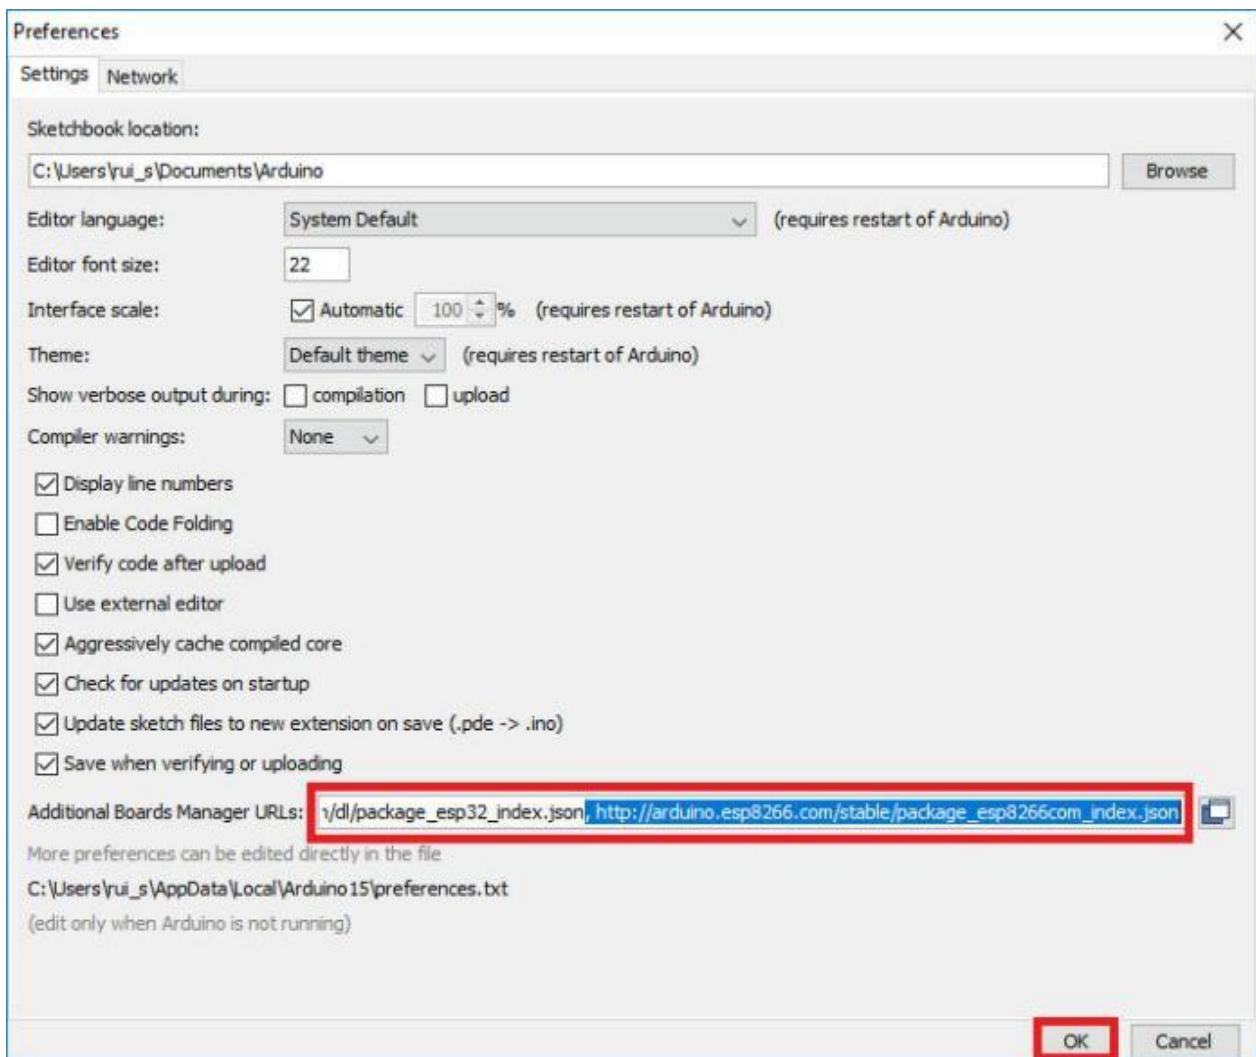 Preferences
Settings Network
Sketchbook location:
C:\Users\rui_s\Documents\Arduino Browse
Editor language: System Default (requires restart of Arduino)
Editor font size: 22
Interface scale: Automatic 100 % (requires restart of Arduino)
Theme: Default theme (requires restart of Arduino)
Show verbose output during: compilation upload
Compiler warnings: None
Display line numbers
Enable Code Folding
Verify code after upload
Use external editor
Aggressively cache compiled core
Check for updates on startup
Update sketch files to new extension on save (.pde -> .ino)
Save when verifying or uploading
Additional Boards Manager URLs: /dl/package_esp32_index.json, http://arduino.esp8266.com/stable/package_esp8266com_index.json
More preferences can be edited directly in the file
C:\Users\rui_s\AppData\Local\Arduino15\preferences.txt
(edit only when Arduino is not running)
OK Cancel